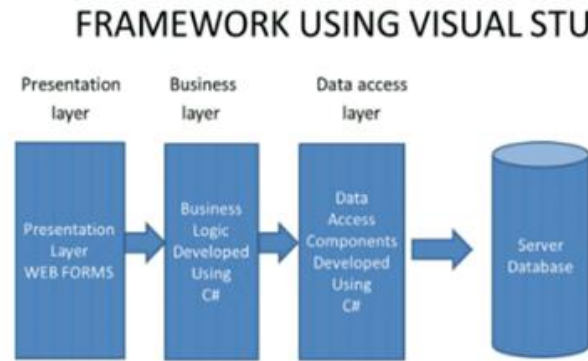 FRAMEWORK USING VISUAL STU
Presentation
layer
Business
layer
Data access
layer
Presentation
Layer
WEB FORMS
Business
Logic
Developed
Using
C#
Data
Access
Components
Developed
Using
C#
Server
Database